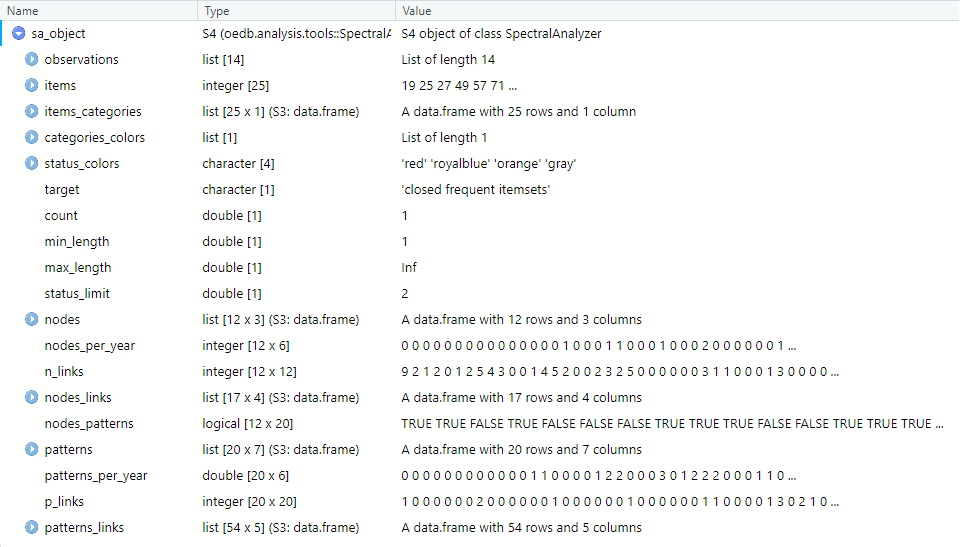 Name Type Value
sa_object S4 (oedb.analysis.tools::SpectralA S4 object of class SpectralAnalyzer
observations list [14] List of length 14
items integer [25] 19 25 27 49 57 71 ...
items_categories list [25 x 1] (S3: data.frame) A data.frame with 25 rows and 1 column
categories_colors list [1] List of length 1
status_colors character [4] 'red' 'royalblue' 'orange' 'gray'
target character [1] 'closed frequent itemsets'
count double [1] 1
min_length double [1] 1
max_length double [1] Inf
status_limit double [1] 2
nodes list [12 x 3] (S3: data.frame) A data.frame with 12 rows and 3 columns
nodes_per_year integer [12 x 6] 0 0 0 0 0 0 0 0 0 0 0 0 0 0 0 1 0 0 0 1 1 0 0 0 1 0 0 0 2 0 0 0 0 0 0 1 ...
n_links integer [12 x 12] 9 2 1 2 0 1 2 5 4 3 0 0 1 4 5 2 0 0 2 3 2 5 0 0 0 0 0 0 3 1 1 0 0 0 1 3 0 0 0 0 ...
nodes_links list [17 x 4] (S3: data.frame) A data.frame with 17 rows and 4 columns
nodes_patterns logical [12 x 20] TRUE TRUE FALSE TRUE FALSE FALSE FALSE TRUE TRUE TRUE FALSE FALSE TRUE TRUE TRUE ...
patterns list [20 x 7] (S3: data.frame) A data.frame with 20 rows and 7 columns
patterns_per_year double [20 x 6] 0 0 0 0 0 0 0 0 0 0 0 0 1 1 0 0 0 0 1 2 2 0 0 0 3 0 1 2 2 2 0 0 0 1 1 0 ...
p_links integer [20 x 20] 1 0 0 0 0 0 0 2 0 0 0 0 0 0 1 0 0 0 0 0 0 1 0 0 0 0 0 0 1 1 0 0 0 0 1 3 0 2 1 0 ...
patterns_links list [54 x 5] (S3: data.frame) A data.frame with 54 rows and 5 columns